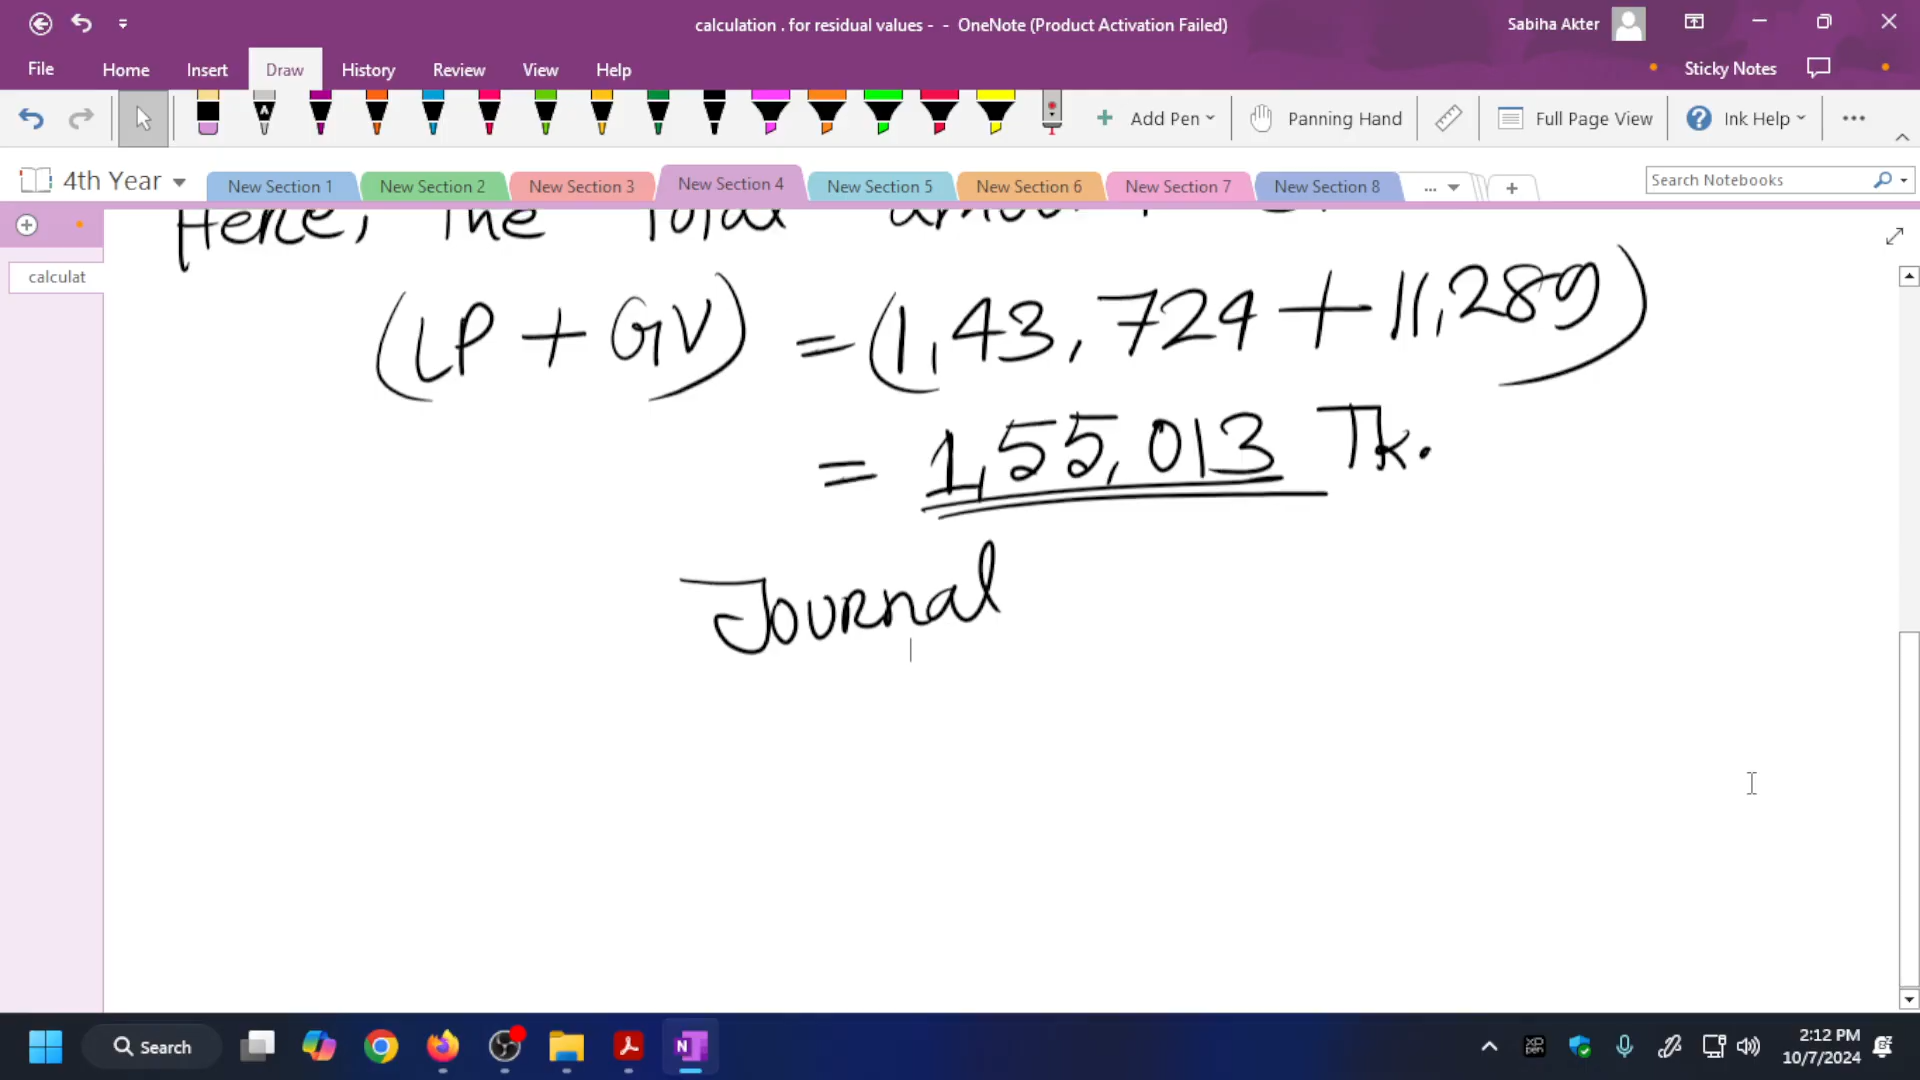 calculation . for residual values -  - OneNote (Product Activation Failed)
Sabiha Akter
File Home Insert Draw History Review View Help
Sticky Notes
Add Pen
Panning Hand
Full Page View
Ink Help
4th Year
New Section 1
New Section 2
New Section 3
New Section 4
New Section 5
New Section 6
New Section 7
New Section 8
...
Search Notebooks
calculat
Here, The Total
(LP + GV) = (1,43,724 + 11,289)
= 1,55,013 Tk.
Journal
Search
2:12 PM
10/7/2024